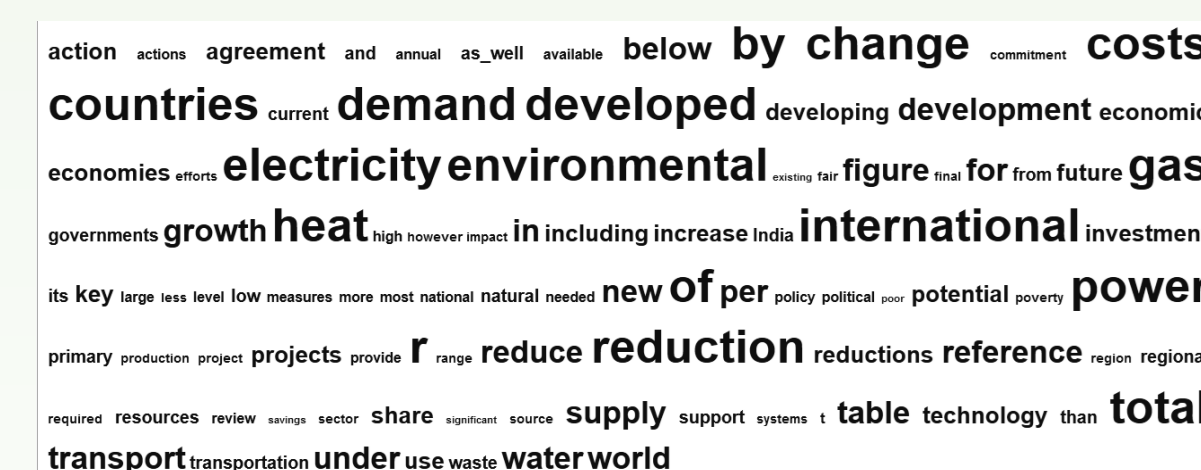 action actions agreement and annual as_well available below by change commitment costs
countries current demand developed developing development economic
economies efforts electricity environmental existing fair figure final for from future gas
governments growth heat high however impact in including increase India international investmen
its key large less level low measures more most national natural needed new of per policy political poor potential poverty power
primary production project projects provide r range reduce reduction reductions reference region regiona
required resources review savings sector share significant source supply support systems t table technology than total
transport transportation under use waste water world